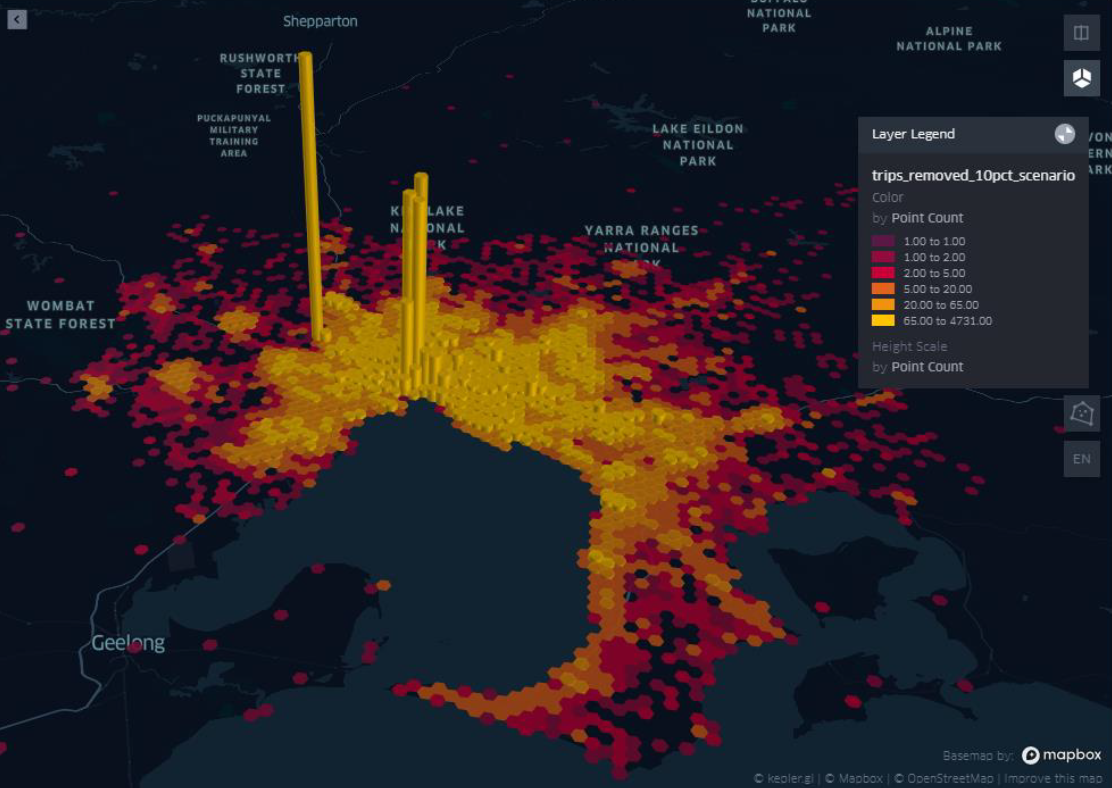 Shepparton
NATIONAL
PARK
ALPINE
NATIONAL PARK
RUSHWORTH
STATE
FOREST
PUCKAPUNYAL
MILITARY
TRAINING
AREA
LAKE EILDON
NATIONAL
PARK
Layer Legend
trips_removed_10pct_scenario
Color
by Point Count
1.00 to 1.00
1.00 to 2.00
2.00 to 5.00
5.00 to 20.00
20.00 to 65.00
65.00 to 4731.00
Height Scale
by Point Count
LAKE
YARRA RANGES
NATIONAL
WOMBAT
STATE FOREST
EN
Geelong
Basemap by: mapbox
© kepler.gl | © Mapbox | © OpenStreetMap | Improve this map